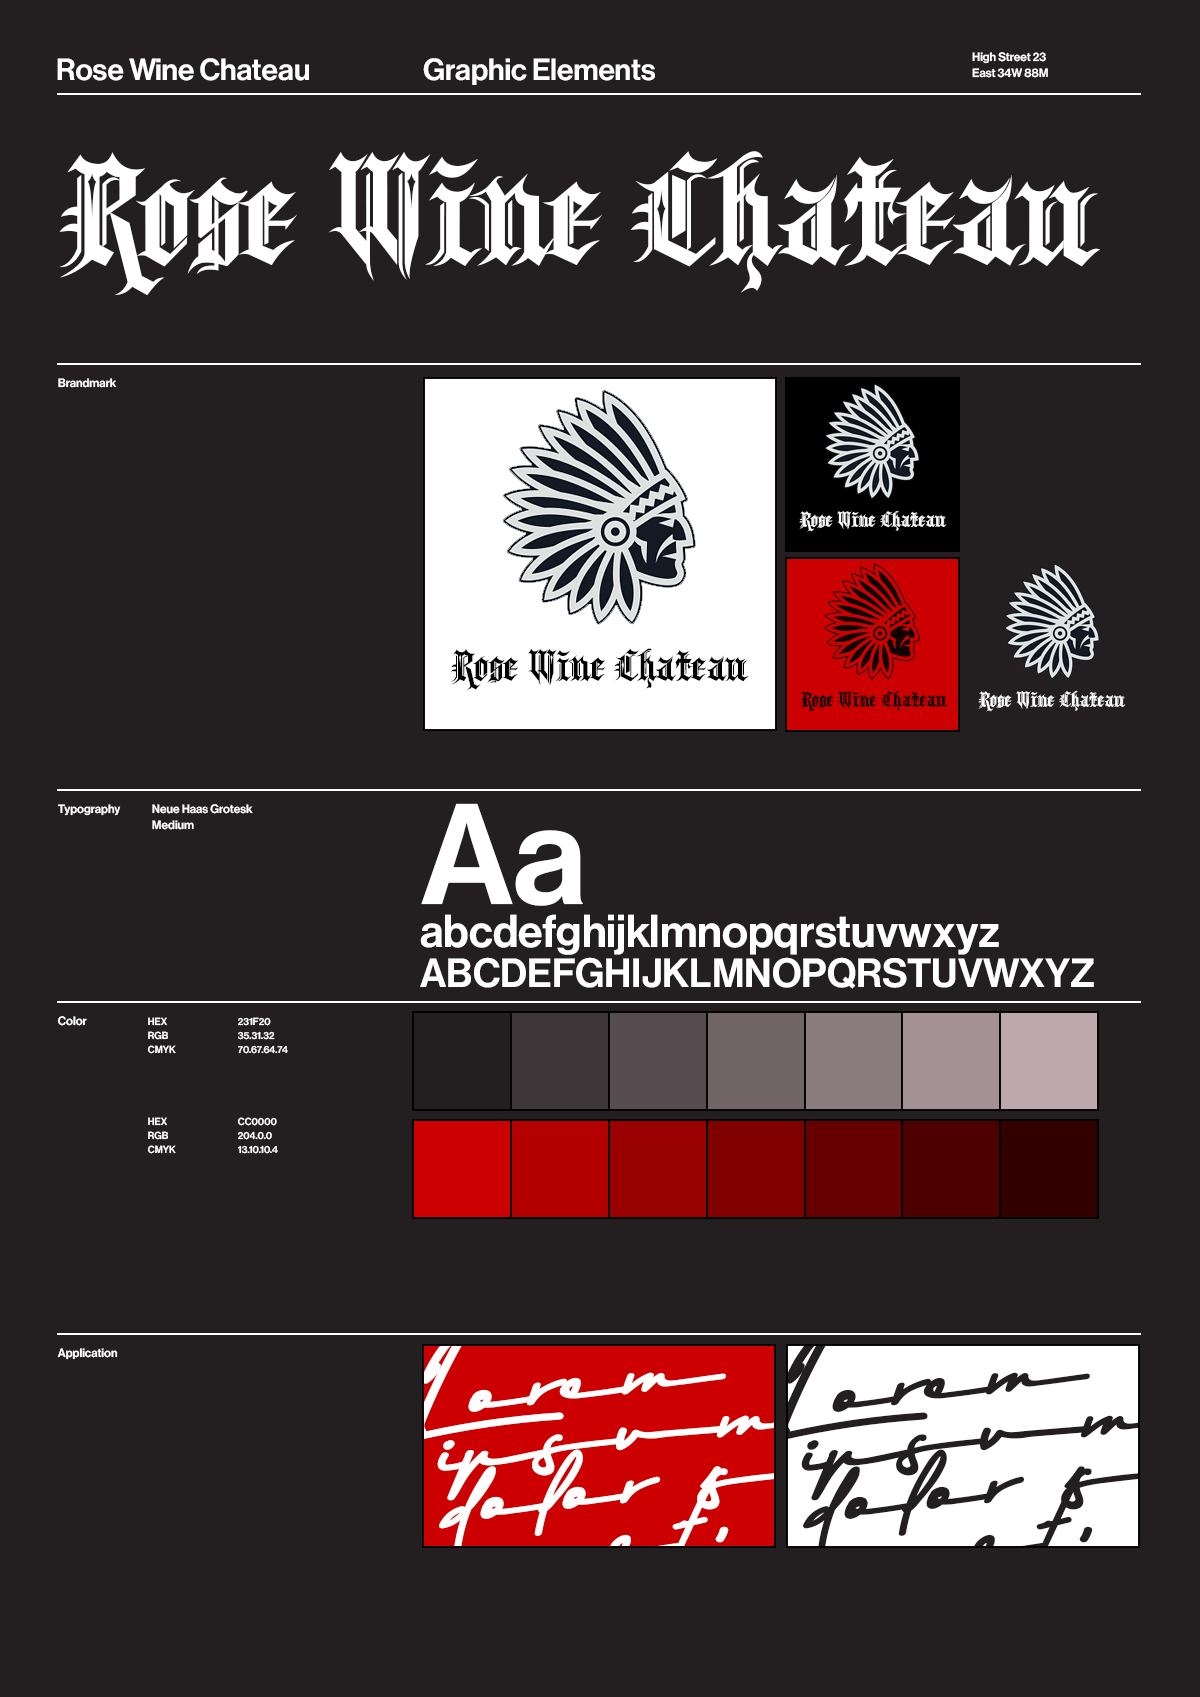 Rose Wine Chateau
Graphic Elements
High Street 23
East 34W 88M
Rose Wine Chateau
Brandmark
Rose Wine Chateau
Rose Wine Chateau
Rose Wine Chateau
Rose Wine Chateau
Typography
Neue Haas Grotesk
Medium
Aa
abcdefghijklmnopqrstuvwxyz
ABCDEFGHIJKLMNOPQRSTUVWXYZ
Color
HEX 231F20
RGB 35.31.32
CMYK 70.67.64.74
HEX CC0000
RGB 204.0.0
CMYK 13.10.10.4
Application
Lorem
ipsum
dolor s
t,
Lorem
ipsum
dolor s
t,